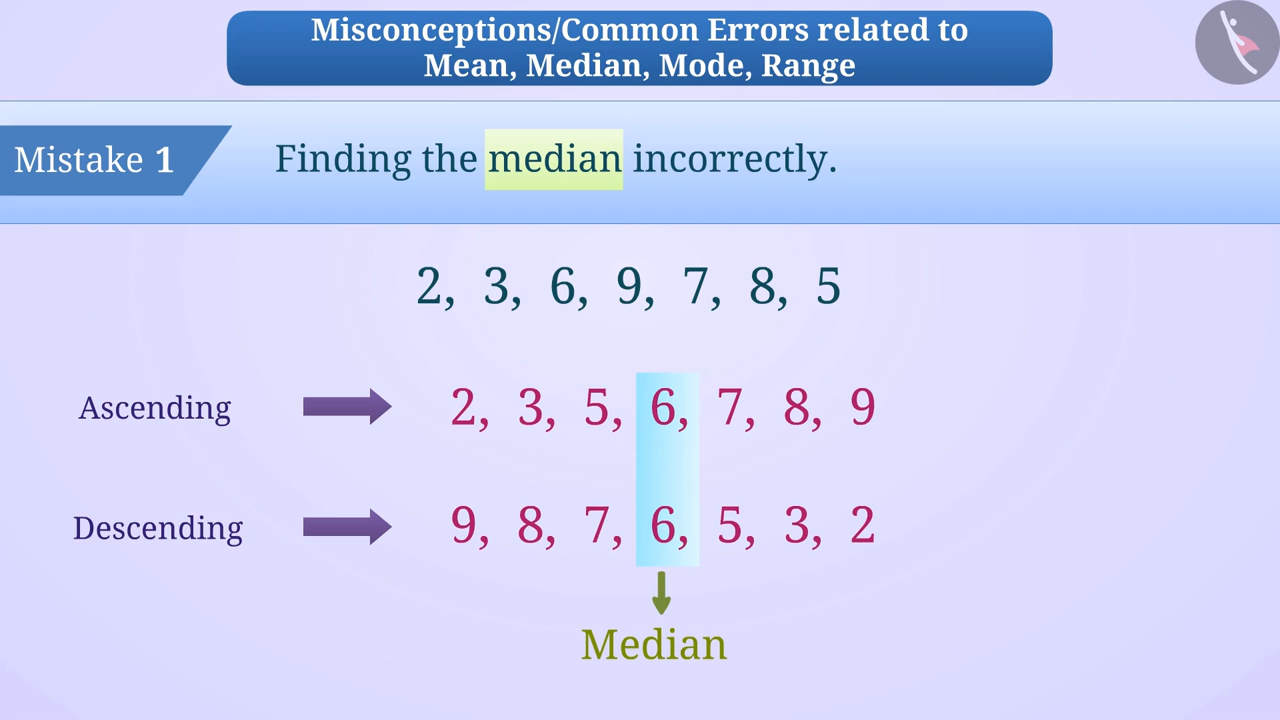 Misconceptions/Common Errors related to
Mean, Median, Mode, Range
Mistake 1
Finding the median incorrectly.
2, 3, 6, 9, 7, 8, 5
Ascending
2, 3, 5, 6, 7, 8, 9
Descending
9, 8, 7, 6, 5, 3, 2
Median